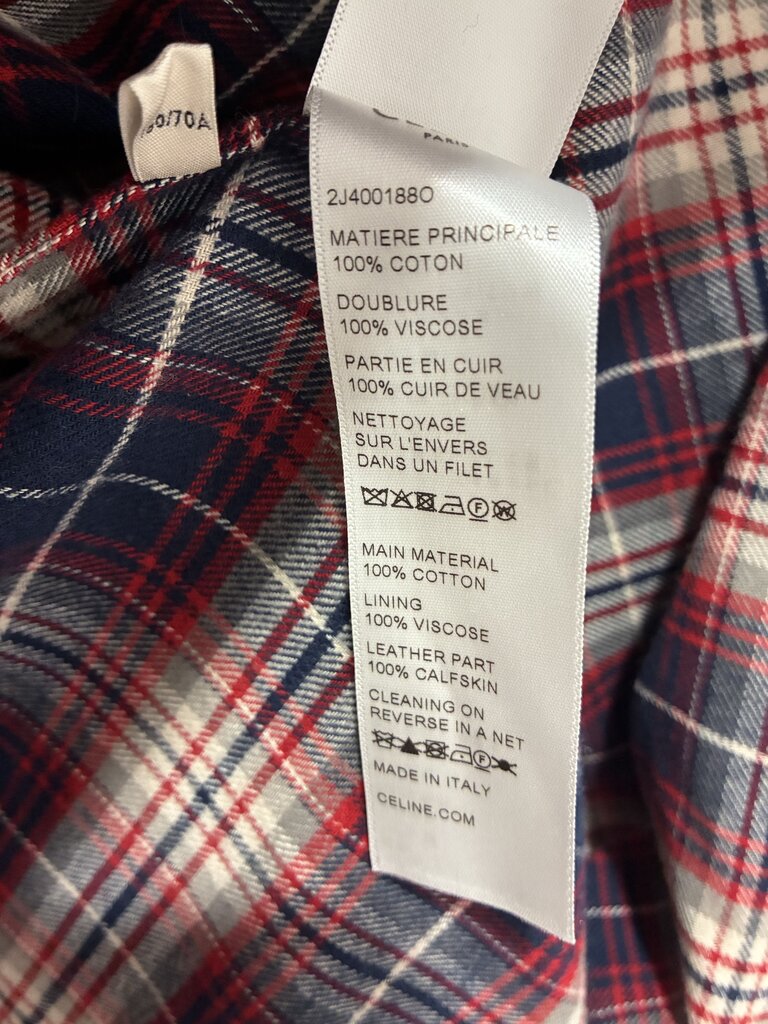 PARIS
2J400188O
MATIERE PRINCIPALE
100% COTON
DOUBLURE
100% VISCOSE
PARTIE EN CUIR
100% CUIR DE VEAU
NETTOYAGE
SUR L'ENVERS
DANS UN FILET
MAIN MATERIAL
100% COTTON
LINING
100% VISCOSE
LEATHER PART
100% CALFSKIN
CLEANING ON
REVERSE IN A NET
MADE IN ITALY
CELINE.COM